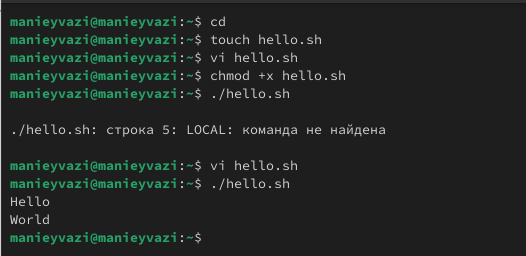 manieyvazi@manieyvazi:~$ cd
manieyvazi@manieyvazi:~$ touch hello.sh
manieyvazi@manieyvazi:~$ vi hello.sh
manieyvazi@manieyvazi:~$ chmod +x hello.sh
manieyvazi@manieyvazi:~$ ./hello.sh
./hello.sh: строка 5: LOCAL: команда не найдена
manieyvazi@manieyvazi:~$ vi hello.sh
manieyvazi@manieyvazi:~$ ./hello.sh
Hello
World
manieyvazi@manieyvazi:~$